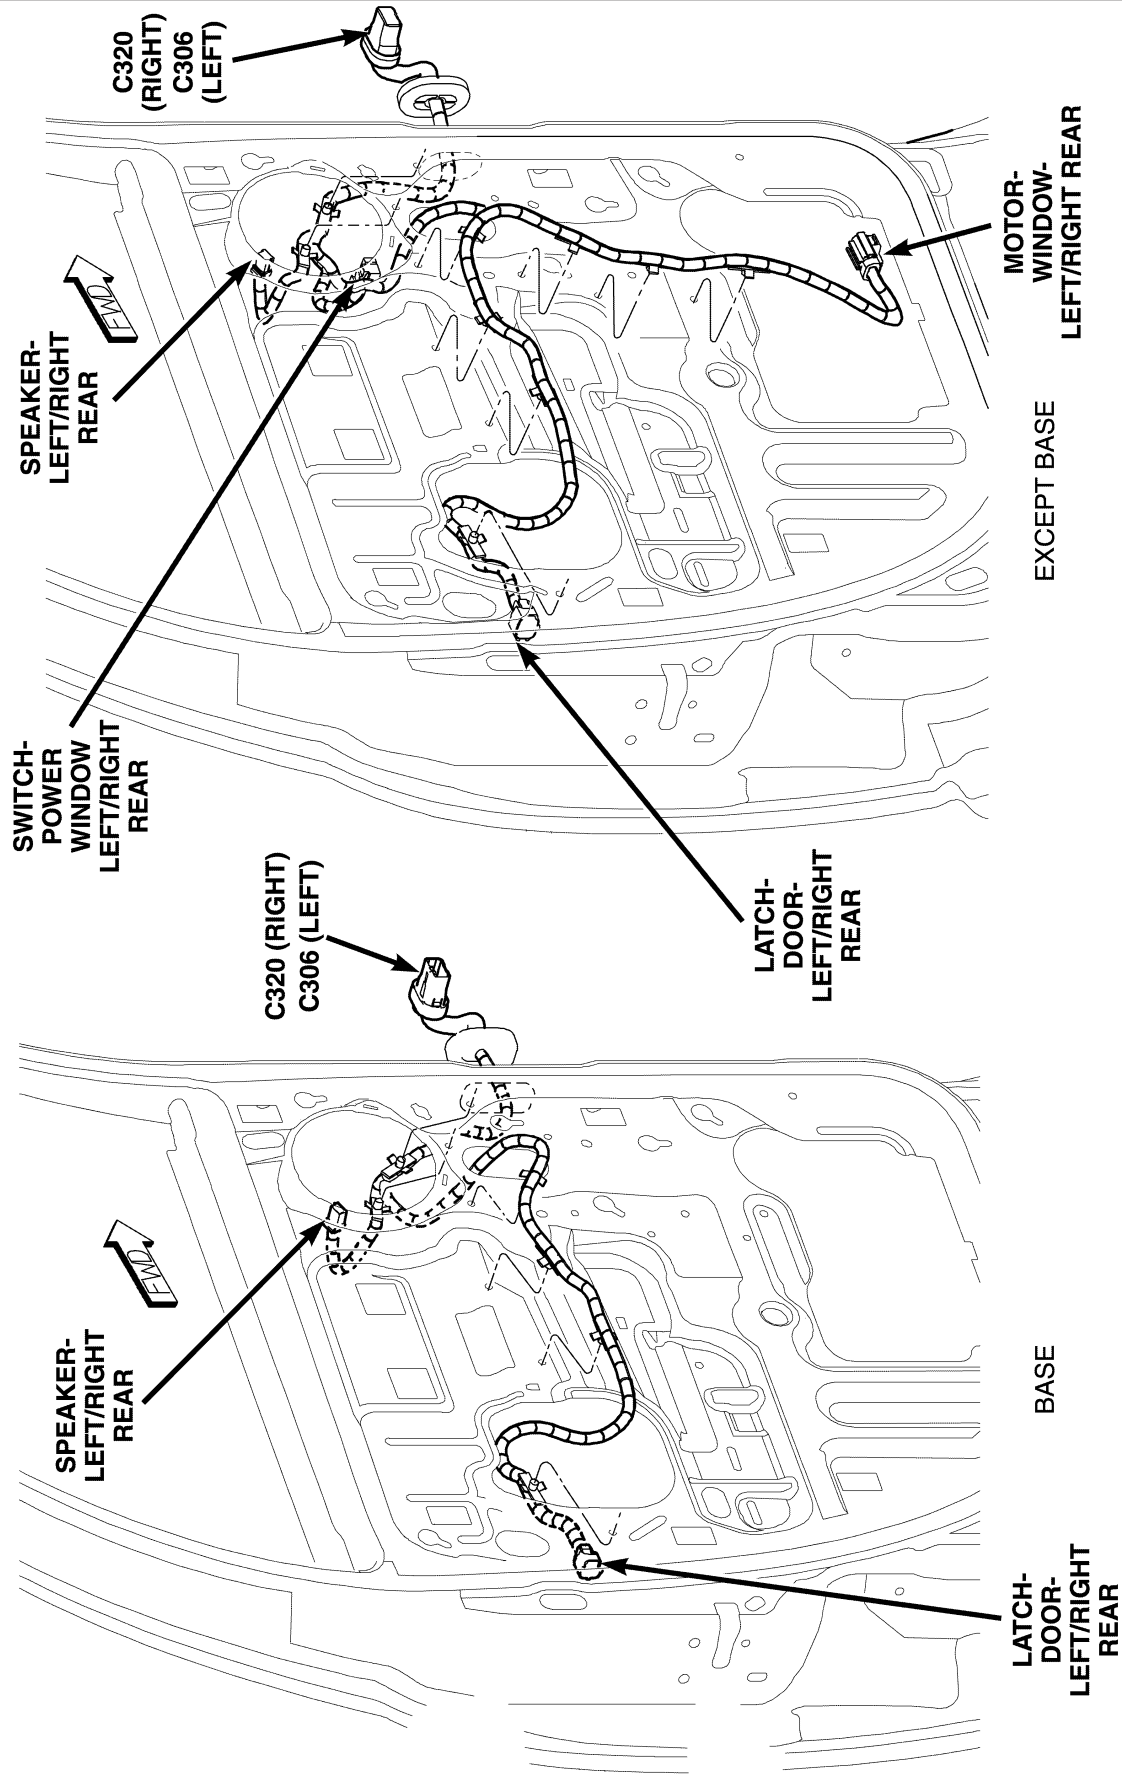 SPEAKER-
LEFT/RIGHT
REAR
FWD
C320 (RIGHT)
C306 (LEFT)
LATCH-
DOOR-
LEFT/RIGHT
REAR
BASE
SWITCH-
POWER
WINDOW
LEFT/RIGHT
REAR
SPEAKER-
LEFT/RIGHT
REAR
FWD
C320
(RIGHT)
C306
(LEFT)
LATCH-
DOOR-
LEFT/RIGHT
REAR
MOTOR-
WINDOW-
LEFT/RIGHT REAR
EXCEPT BASE